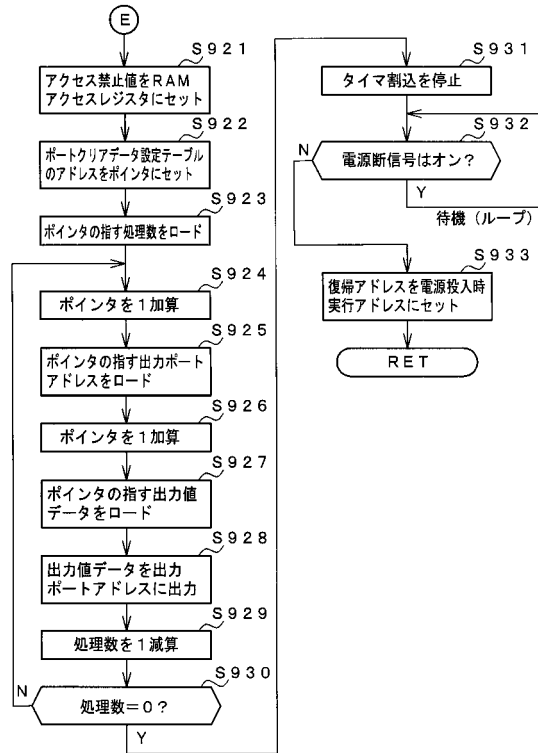 E
S921
アクセス禁止値をRAM
アクセスレジスタにセット
S922
ポートクリアデータ設定テーブル
のアドレスをポインタにセット
S923
ポインタの指す処理数をロード
S924
ポインタを1加算
S925
ポインタの指す出力ポート
アドレスをロード
S926
ポインタを1加算
S927
ポインタの指す出力値
データをロード
S928
出力値データを出力
ポートアドレスに出力
S929
処理数を1減算
S930
N
処理数=0?
Y
S931
タイマ割込を停止
S932
N
電源断信号はオン?
Y
待機(ループ)
S933
復帰アドレスを電源投入時
実行アドレスにセット
RET